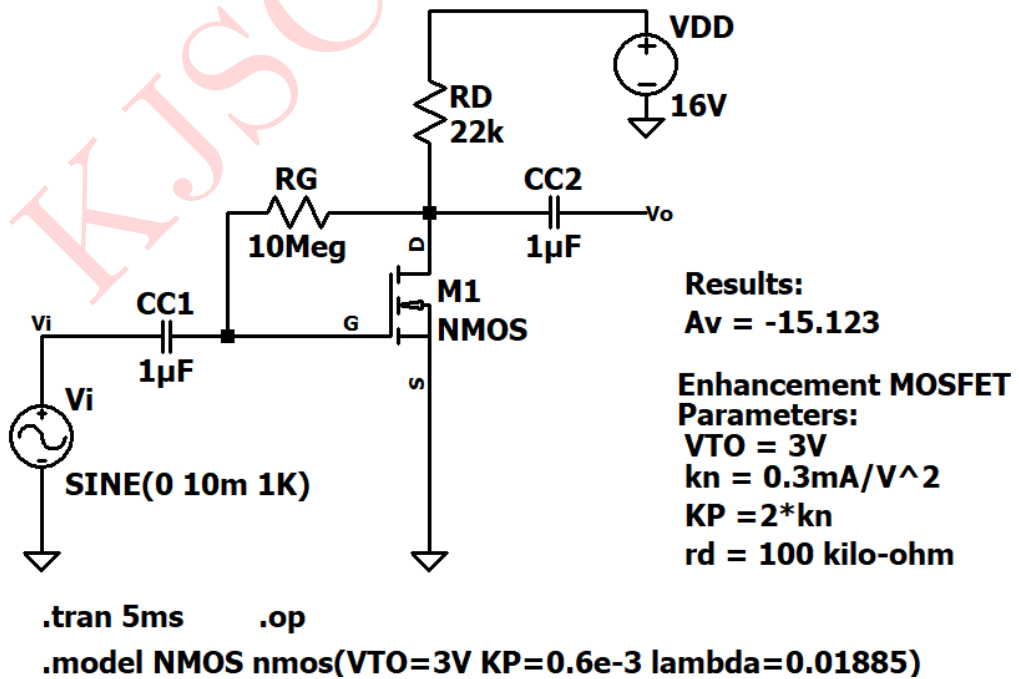 KJSC
VDD
16V
RD
22k
RG
10Meg
CC2
1µF
Vo
D
M1
NMOS
G
S
CC1
1µF
Vi
Vi
SINE(0 10m 1K)
Results:
Av = -15.123
Enhancement MOSFET
Parameters:
VTO = 3V
kn = 0.3mA/V^2
KP =2*kn
rd = 100 kilo-ohm
.tran 5ms .op
.model NMOS nmos(VTO=3V KP=0.6e-3 lambda=0.01885)